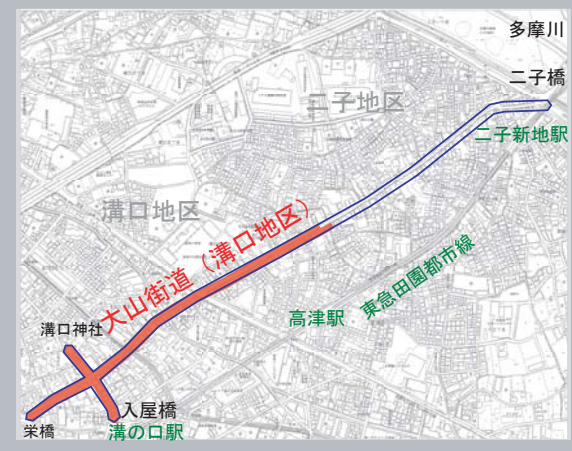 多摩川
二子橋
二子地区
二子新地駅
溝口地区
大山街道（溝口地区）
東急田園都市線
高津駅
溝口神社
入屋橋
栄橋
溝の口駅